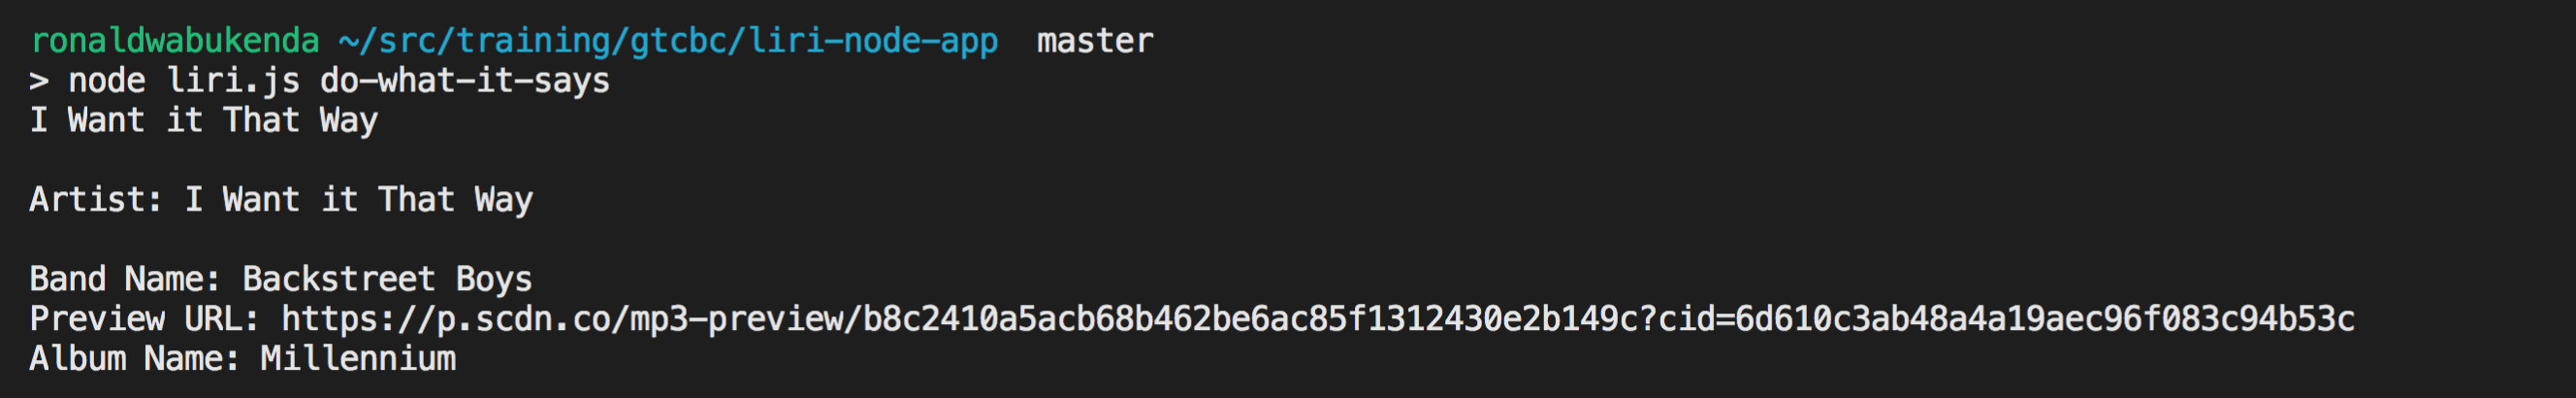 ronaldwabukenda ~/src/training/gtcbc/liri-node-app master
> node liri.js do-what-it-says
I Want it That Way
Artist: I Want it That Way
Band Name: Backstreet Boys
Preview URL: https://p.scdn.co/mp3-preview/b8c2410a5acb68b462be6ac85f1312430e2b149c?cid=6d610c3ab48a4a19aec96f083c94b53c
Album Name: Millennium